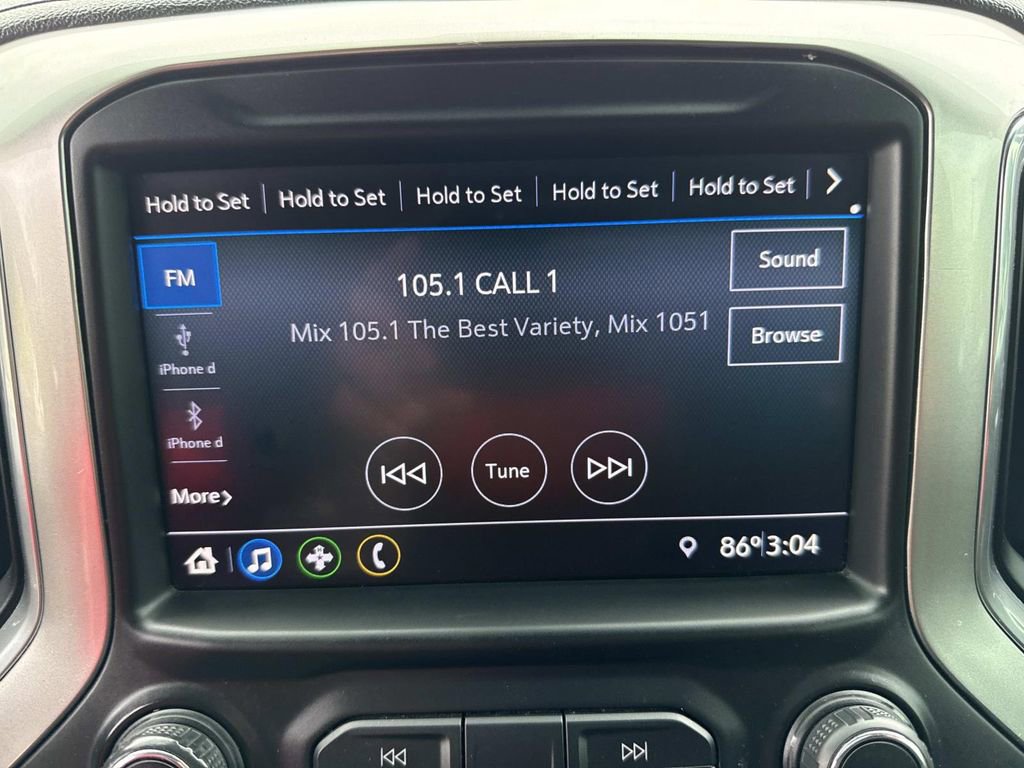 Hold to Set Hold to Set Hold to Set Hold to Set Hold to Set
FM
105.1 CALL 1
Sound
Mix 105.1 The Best Variety, Mix 1051
Browse
iPhone d
iPhone d
Tune
More
86° 3:04